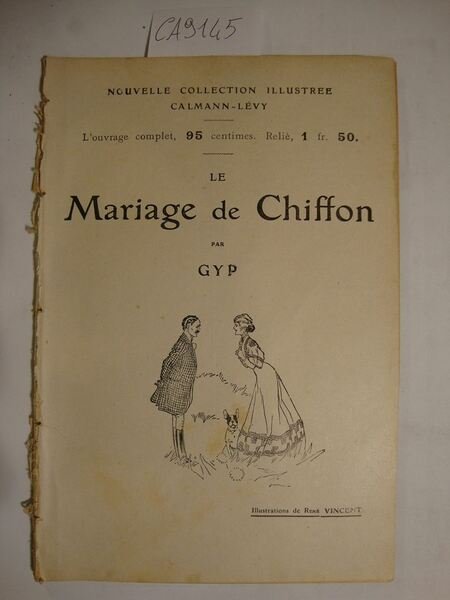 CA9145
NOUVELLE COLLECTION ILLUSTREE
CALMANN-LÉVY
L'ouvrage complet, 95 centimes. Relié, 1 fr. 50.
LE
Mariage de Chiffon
PAR
GYP
Illustrations de René VINCENT